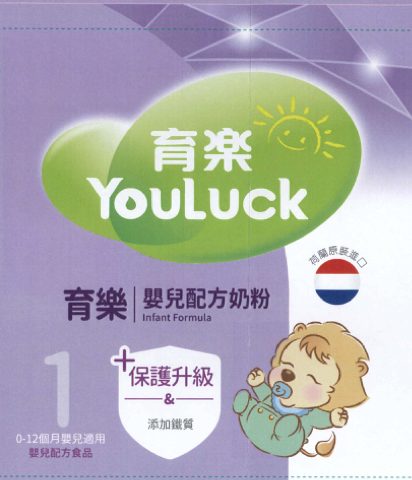 育樂
YouLuck
荷蘭原裝進口
育樂 嬰兒配方奶粉
Infant Formula
1
+保護升級
&
添加鐵質
0-12個月嬰兒適用
嬰兒配方食品